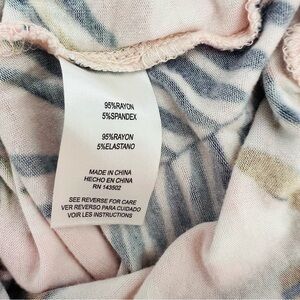 95%RAYON
5%SPANDEX
95%RAYON
5%ELASTANO
MADE IN CHINA
HECHO EN CHINA
RN 143502
SEE REVERSE FOR CARE
VER REVERSO PARA CUIDADO
VOIR LES INSTRUCTIONS